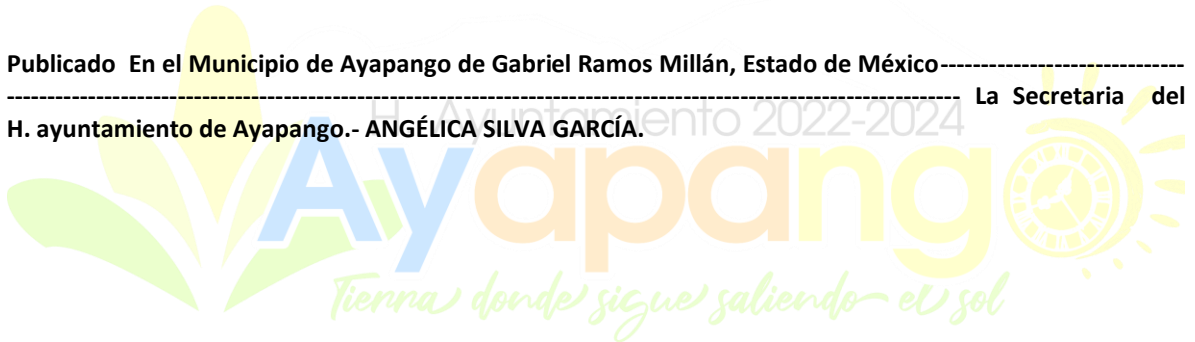 Publicado  En el Municipio de Ayapango de Gabriel Ramos Millán, Estado de México------------------------------
---------------------------------------------------------------------------------------------------------------------- La Secretaria del
H. ayuntamiento de Ayapango.- ANGÉLICA SILVA GARCÍA.
H. Ayuntamiento 2022-2024
Ayapango
Tierra donde sigue saliendo el sol